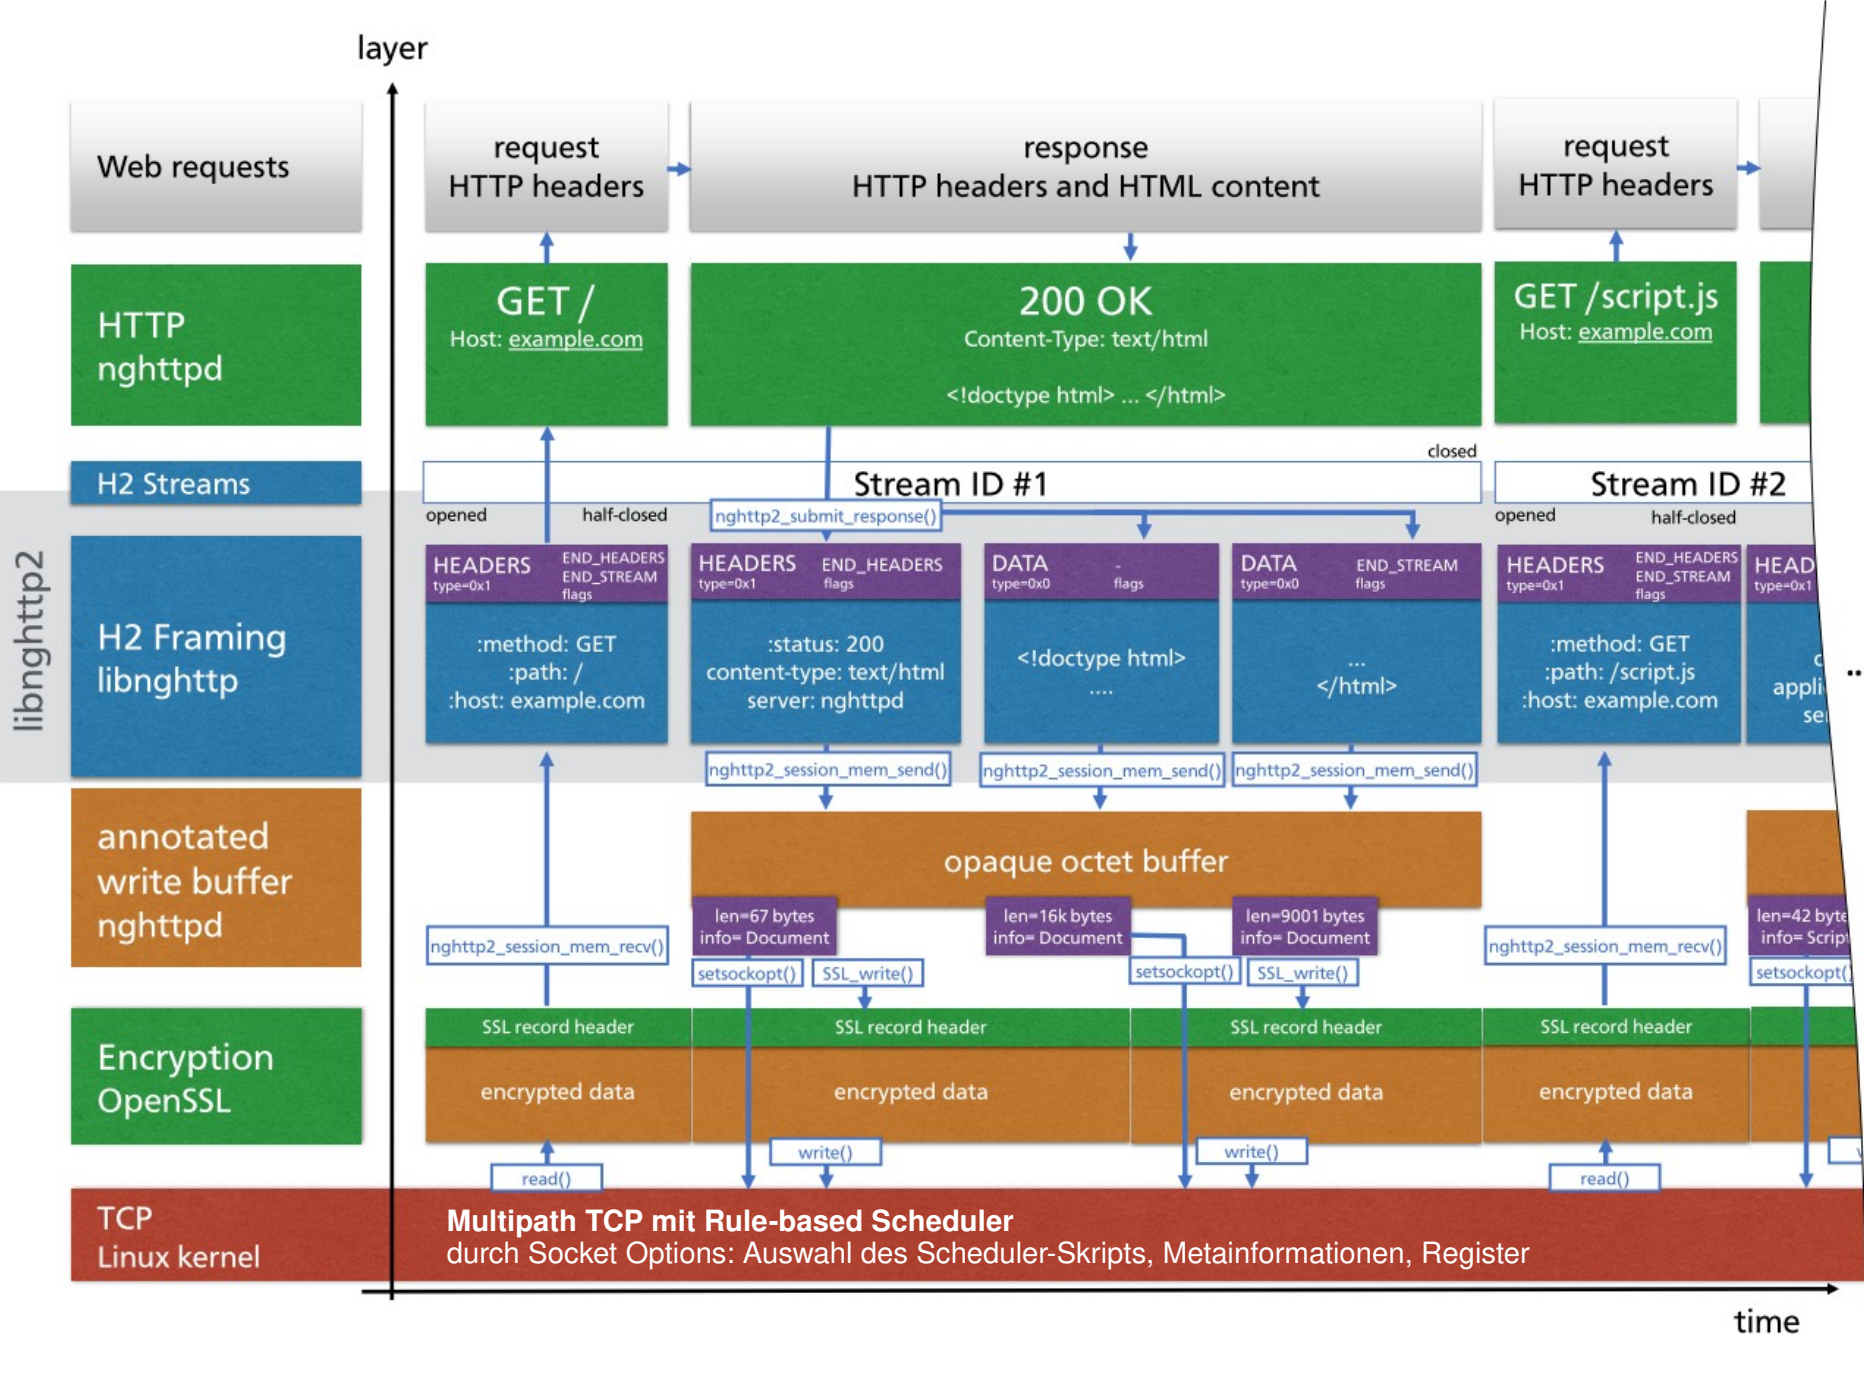 layer
Web requests
request
HTTP headers
response
HTTP headers and HTML content
request
HTTP headers
HTTP
nghttpd
GET /
Host: example.com
200 OK
Content-Type: text/html
<!doctype html> ... </html>
GET /script.js
Host: example.com
closed
H2 Streams
Stream ID #1
Stream ID #2
opened
half-closed
nghttp2_submit_response()
opened
half-closed
libnghttp2
H2 Framing
libnghttp
HEADERS
type=0x1
END_HEADERS
END_STREAM
flags
:method: GET
:path: /
:host: example.com
HEADERS
type=0x1
END_HEADERS
flags
:status: 200
content-type: text/html
server: nghttpd
DATA
type=0x0
-
flags
<!doctype html>
....
DATA
type=0x0
END_STREAM
flags
...
</html>
HEADERS
type=0x1
END_HEADERS
END_STREAM
flags
:method: GET
:path: /script.js
:host: example.com
HEAD
type=0x1
c
appli
se
..
nghttp2_session_mem_send()
nghttp2_session_mem_send()
nghttp2_session_mem_send()
annotated
write buffer
nghttpd
opaque octet buffer
len=67 bytes
info= Document
len=16k bytes
info= Document
len=9001 bytes
info= Document
len=42 byte
info= Scrip
nghttp2_session_mem_recv()
setsockopt()
SSL_write()
setsockopt()
SSL_write()
nghttp2_session_mem_recv()
setsockopt()
Encryption
OpenSSL
SSL record header
encrypted data
SSL record header
encrypted data
SSL record header
encrypted data
SSL record header
encrypted data
read()
write()
write()
read()
TCP
Linux kernel
Multipath TCP mit Rule-based Scheduler
durch Socket Options: Auswahl des Scheduler-Skripts, Metainformationen, Register
time